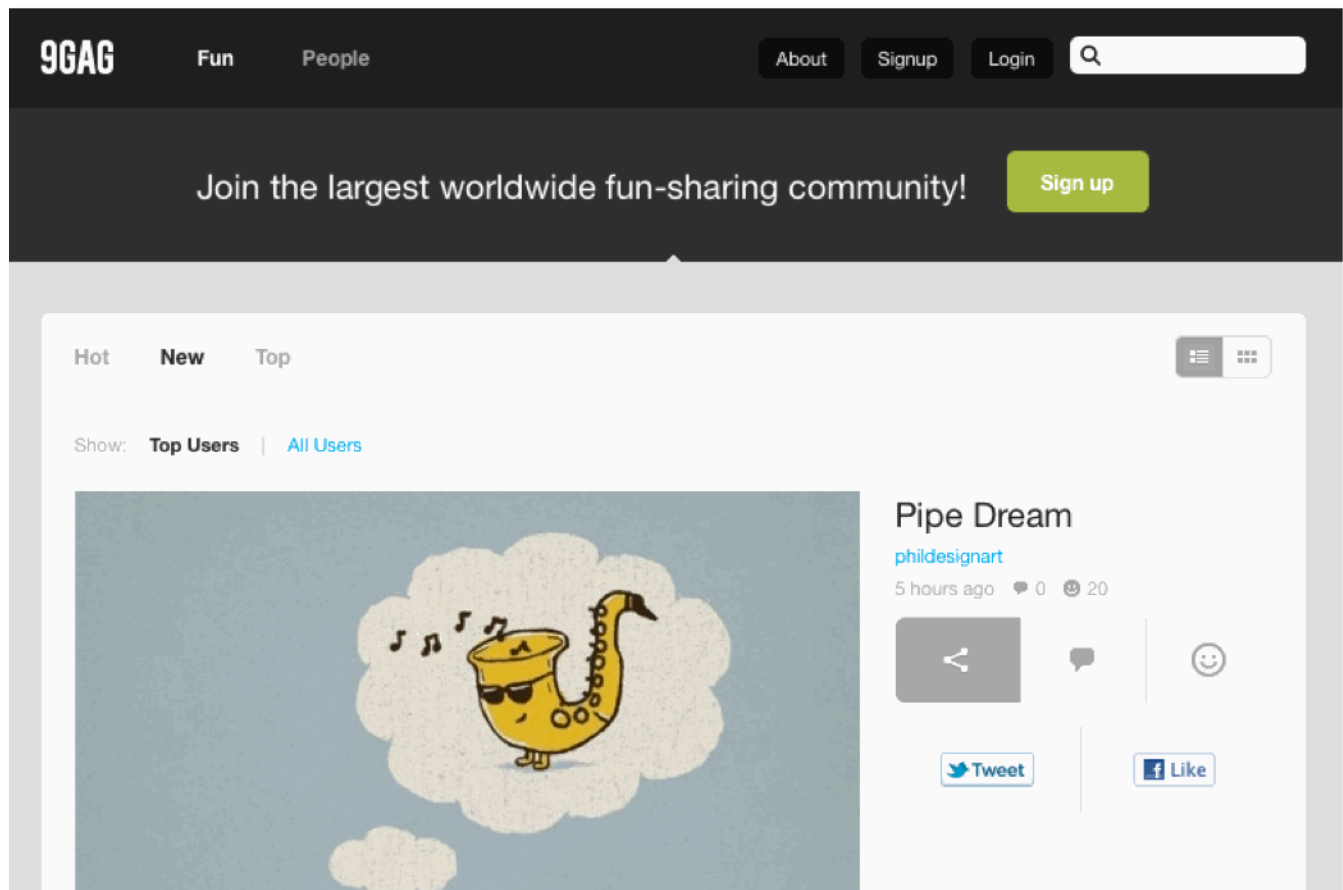 9GAG Fun People About Signup Login
Join the largest worldwide fun-sharing community! Sign up
Hot New Top
Show: Top Users | All Users
Pipe Dream
phildesignart
5 hours ago 0 20
Tweet Like